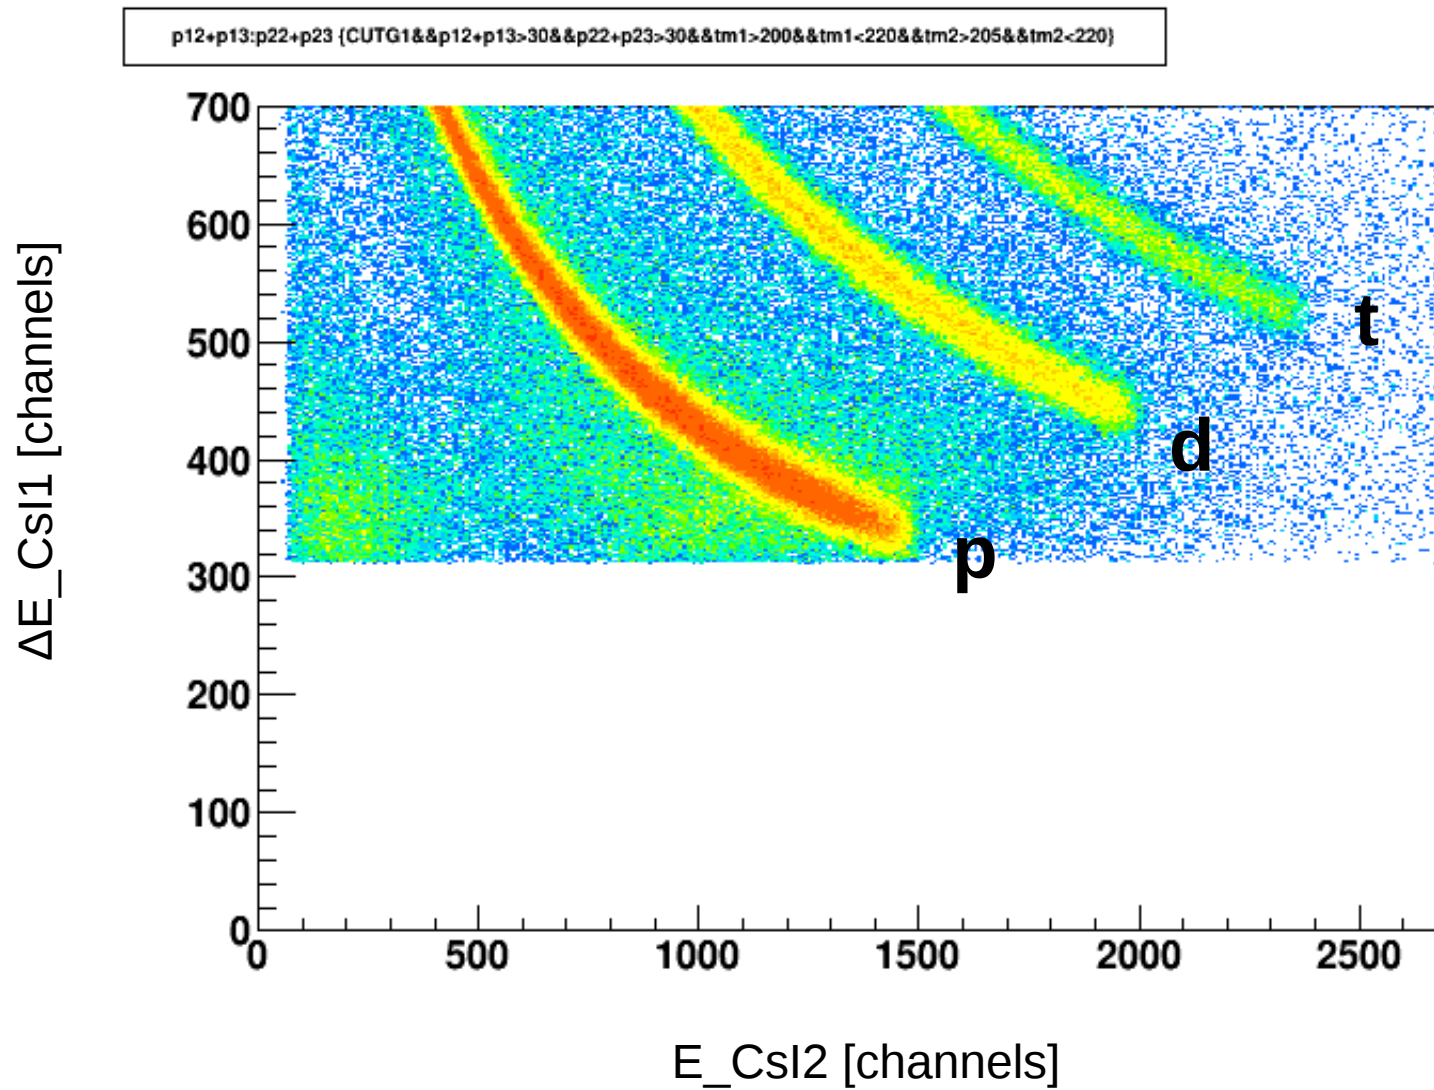 p12+p13:p22+p23 {CUTG1&&p12+p13>30&&p22+p23>30&&tm1>200&&tm1<220&&tm2>205&&tm2<220}
700
600
500
400
300
200
100
0
0 500 1000 1500 2000 2500
ΔE_CsI1 [channels]
E_CsI2 [channels]
t
d
p